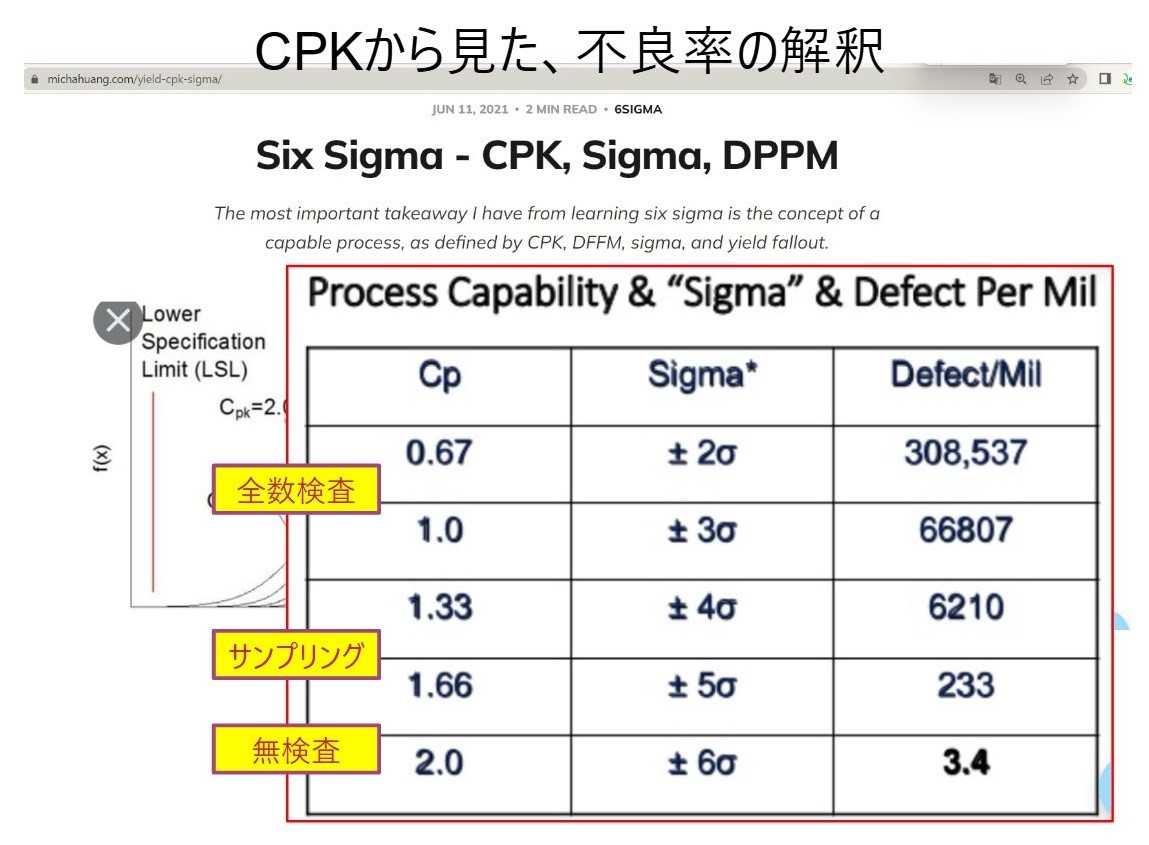 CPKから見た、不良率の解釈
michahuang.com/yield-cpk-sigma/
JUN 11, 2021 • 2 MIN READ • 6SIGMA
Six Sigma - CPK, Sigma, DPPM
The most important takeaway I have from learning six sigma is the concept of a
capable process, as defined by CPK, DFFM, sigma, and yield fallout.
Lower
Specification
Limit (LSL)
Cpk=2.0
f(x)
Process Capability & “Sigma” & Defect Per Mil
Cp Sigma* Defect/Mil
0.67 ± 2σ 308,537
全数検査
1.0 ± 3σ 66807
1.33 ± 4σ 6210
サンプリング
1.66 ± 5σ 233
無検査
2.0 ± 6σ 3.4